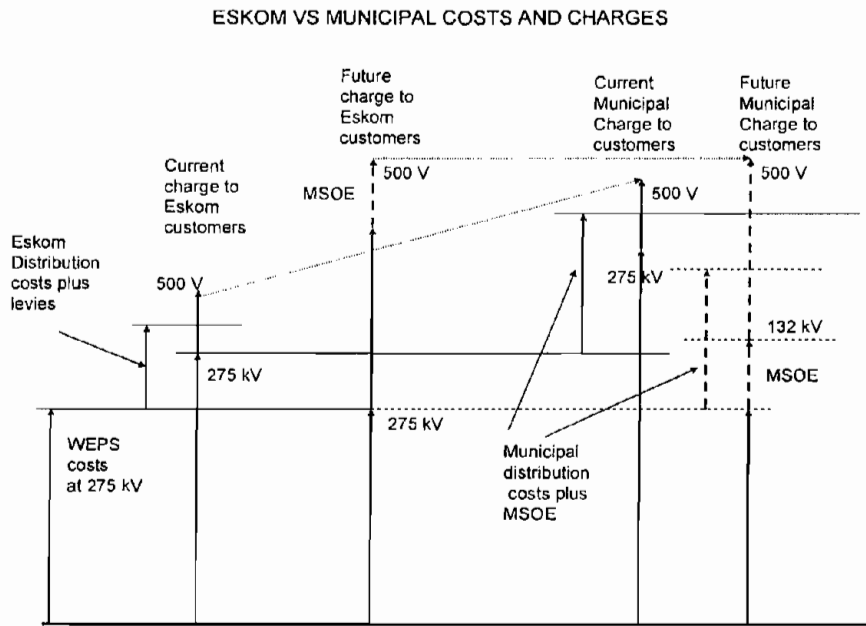 ESKOM VS MUNICIPAL COSTS AND CHARGES
Future
charge to
Eskom
customers
Current
Municipal
Charge to
customers
Future
Municipal
Charge to
customers
Current
charge to
Eskom
customers
500 V
MSOE
500 V
500 V
Eskom
Distribution
costs plus
levies
500 V
275 kV
132 kV
275 kV
MSOE
275 kV
WEPS
costs
at 275 kV
Municipal
distribution
costs plus
MSOE